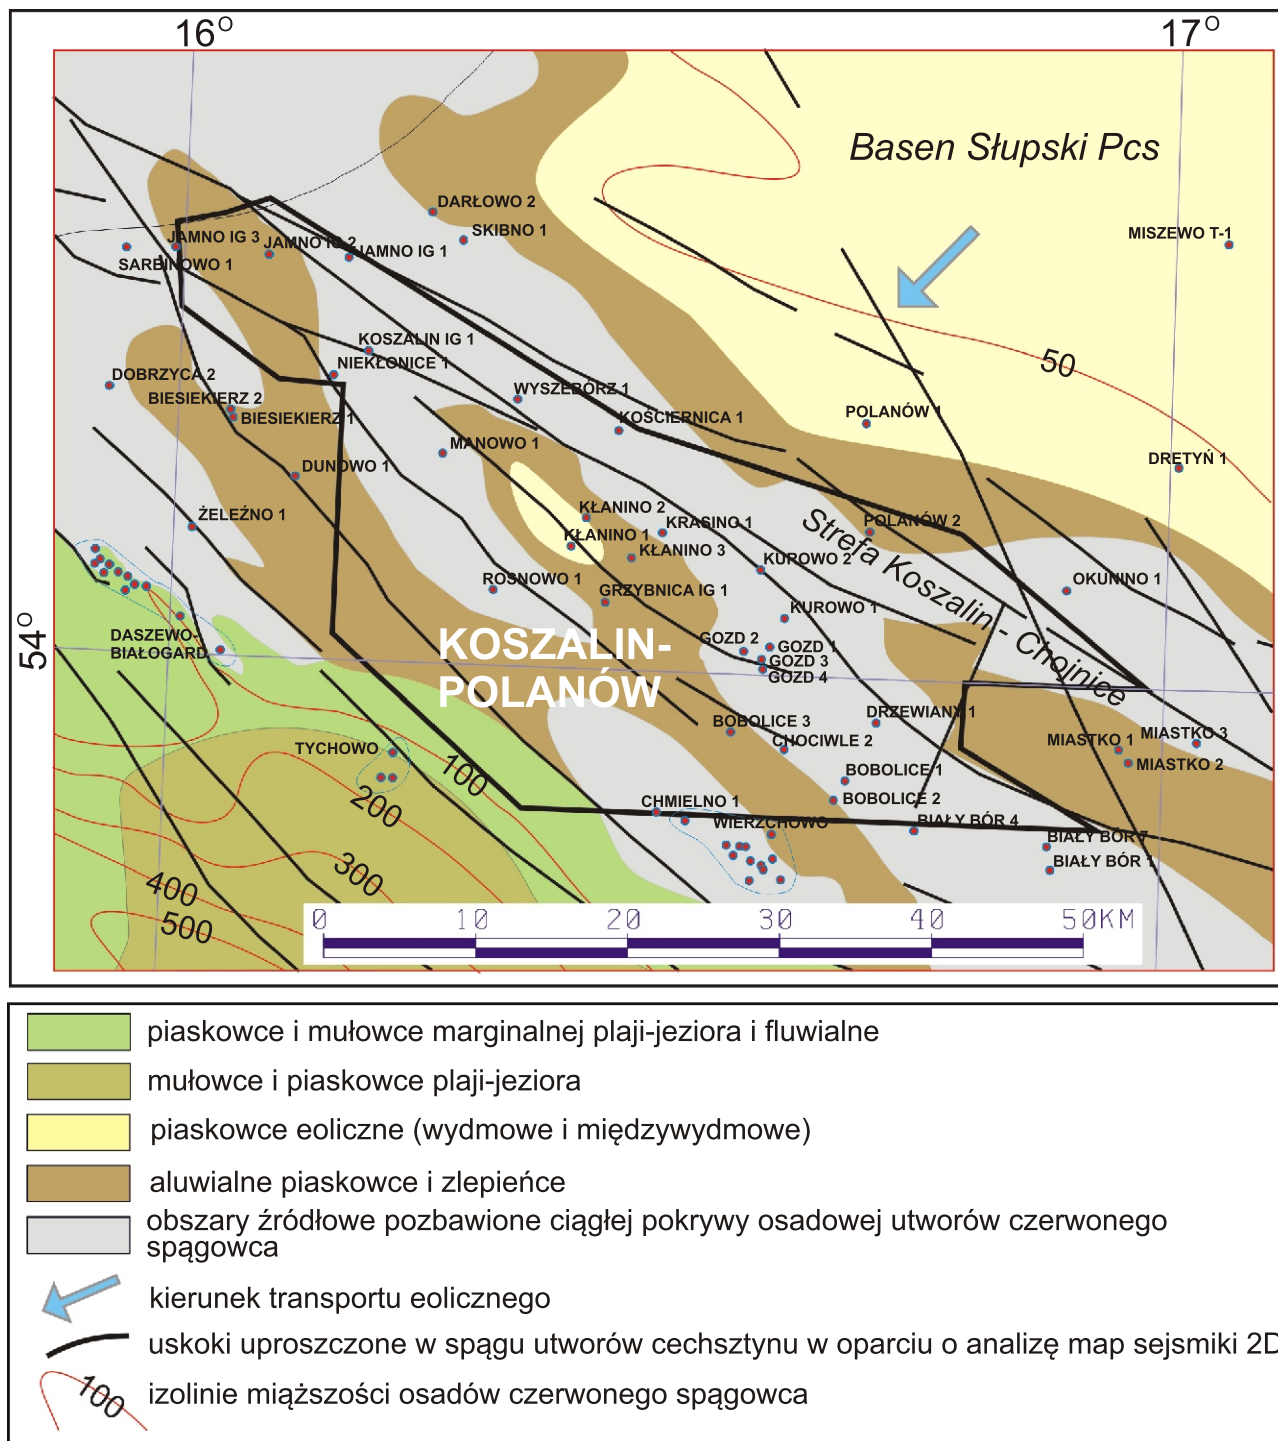 16°
17°
Basen Słupski Pcs
DARŁOWO 2
SKIBNO 1
MISZEWO T-1
JAMNO IG 3
JAMNO IG 2
JAMNO IG 1
SARBINOWO 1
KOSZALIN IG 1
50
NIEKŁONICE 1
DOBRZYCA 2
BIESIEKIERZ 2
BIESIEKIERZ 1
WYSZEBÓRZ 1
KOŚCIERNICA 1
POLANÓW 1
MANOWO 1
DUNOWO 1
DRETYŃ 1
ŻELEŹNO 1
KŁANINO 2
KRASINO 1
POLANÓW 2
KŁANINO 1
KŁANINO 3
Strefa Koszalin - Chojnice
KUROWO 2
ROSNOWO 1
GRZYBNICA IG 1
OKUNINO 1
KUROWO 1
54°
DASZEWO-
BIAŁOGARD
KOSZALIN-
POLANÓW
GOZD 2
GOZD 1
GOZD 3
GOZD 4
BOBOLICE 3
DRZEWIANY 1
CHOCIWLE 2
MIASTKO 1
MIASTKO 3
MIASTKO 2
TYCHOWO
100
200
BOBOLICE 1
BOBOLICE 2
CHMIELNO 1
WIERZCHOWO
BIAŁY BÓR 4
BIAŁY BÓR 7
BIAŁY BÓR 1
300
400
500
0 10 20 30 40 50KM
piaskowce i mułowce marginalnej plaji-jeziora i fluwialne
mułowce i piaskowce plaji-jeziora
piaskowce eoliczne (wydmowe i międzywydmowe)
aluwialne piaskowce i zlepieńce
obszary źródłowe pozbawione ciągłej pokrywy osadowej utworów czerwonego
spągowca
kierunek transportu eolicznego
uskoki uproszczone w spągu utworów cechsztynu w oparciu o analizę map sejsmiki 2D
100
izolinie miąższości osadów czerwonego spągowca